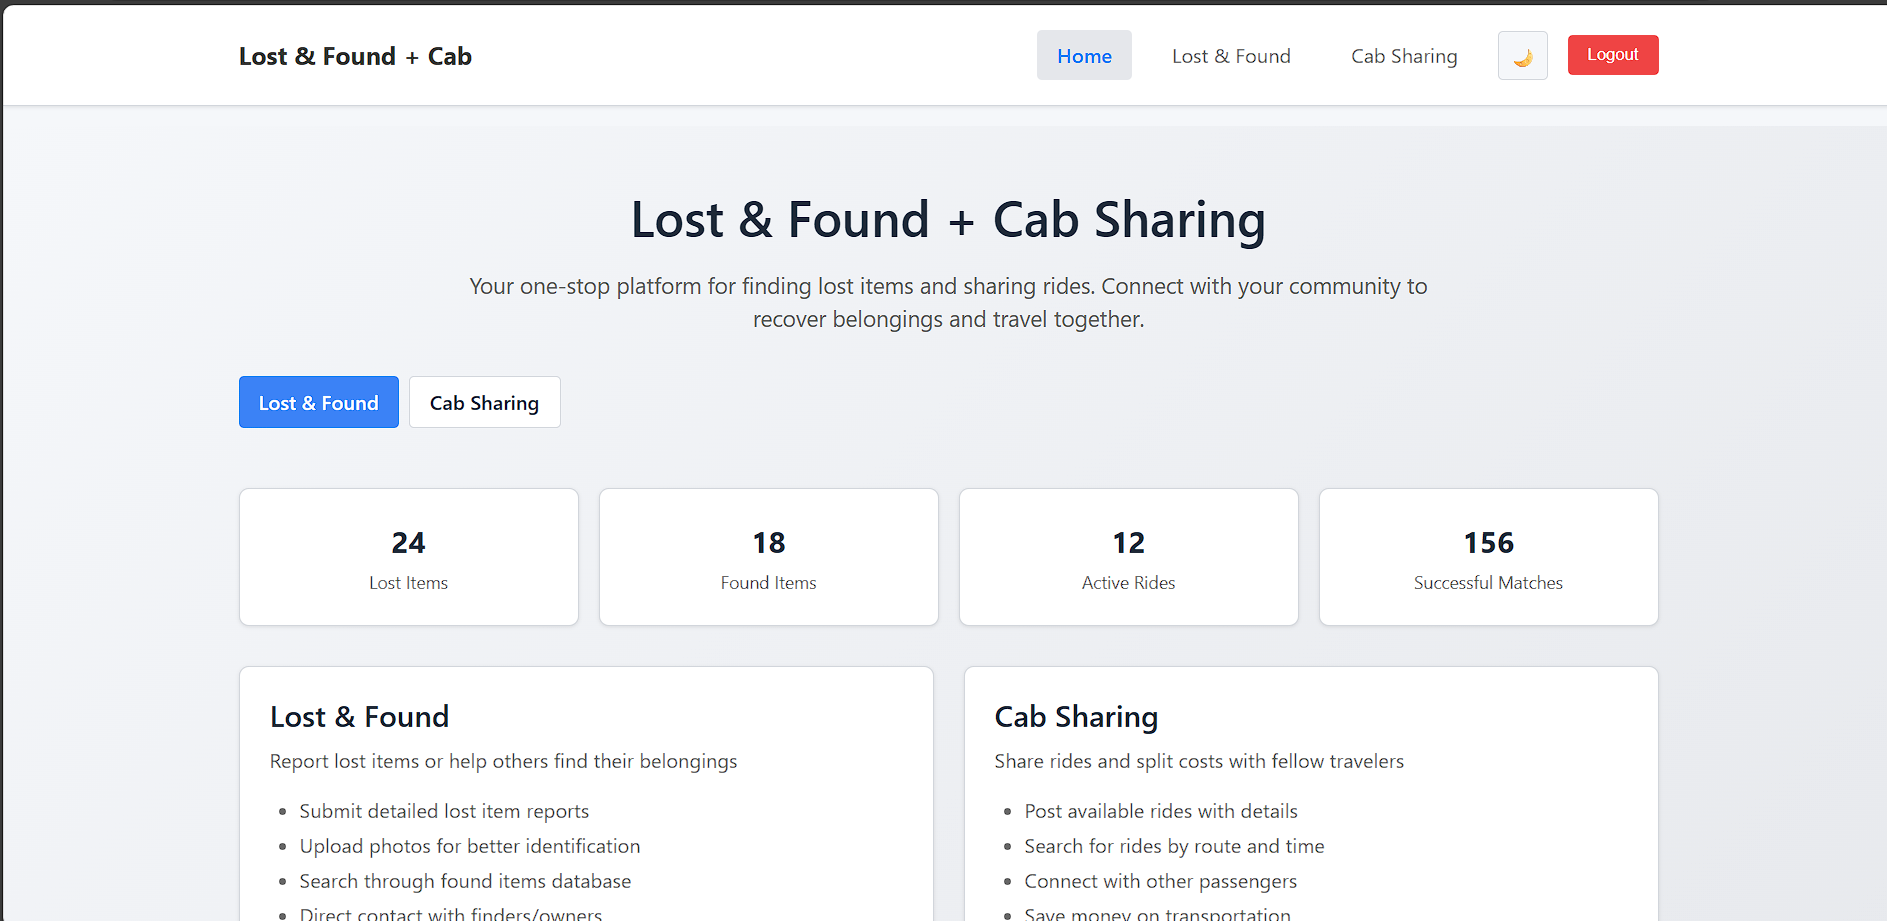 Lost & Found + Cab
Home
Lost & Found
Cab Sharing
Logout
Lost & Found + Cab Sharing
Your one-stop platform for finding lost items and sharing rides. Connect with your community to
recover belongings and travel together.
Lost & Found
Cab Sharing
24
Lost Items
18
Found Items
12
Active Rides
156
Successful Matches
Lost & Found
Report lost items or help others find their belongings
Submit detailed lost item reports
Upload photos for better identification
Search through found items database
Direct contact with finders/owners
Cab Sharing
Share rides and split costs with fellow travelers
Post available rides with details
Search for rides by route and time
Connect with other passengers
Save money on transportation